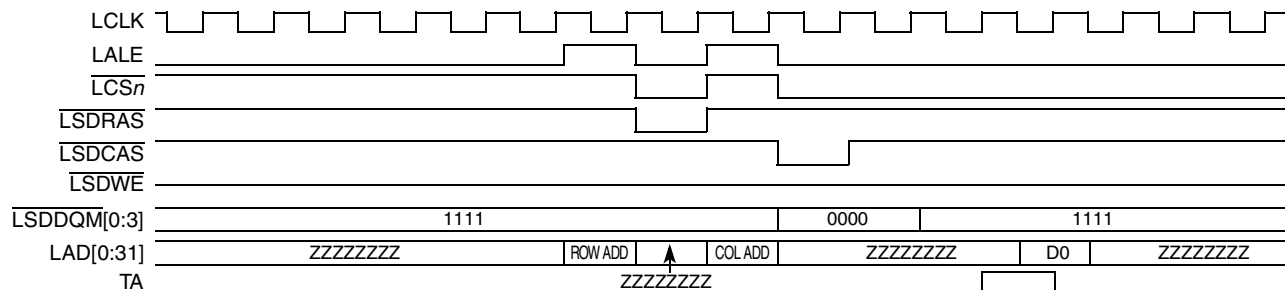 LCLK
LALE
LCSn
LSDRAS
LSDCAS
LSDWE
LSDDQM[0:3] 1111 0000 1111
LAD[0:31] ZZZZZZZZ ROW ADD COL ADD ZZZZZZZZ D0 ZZZZZZZZ
TA ZZZZZZZZ